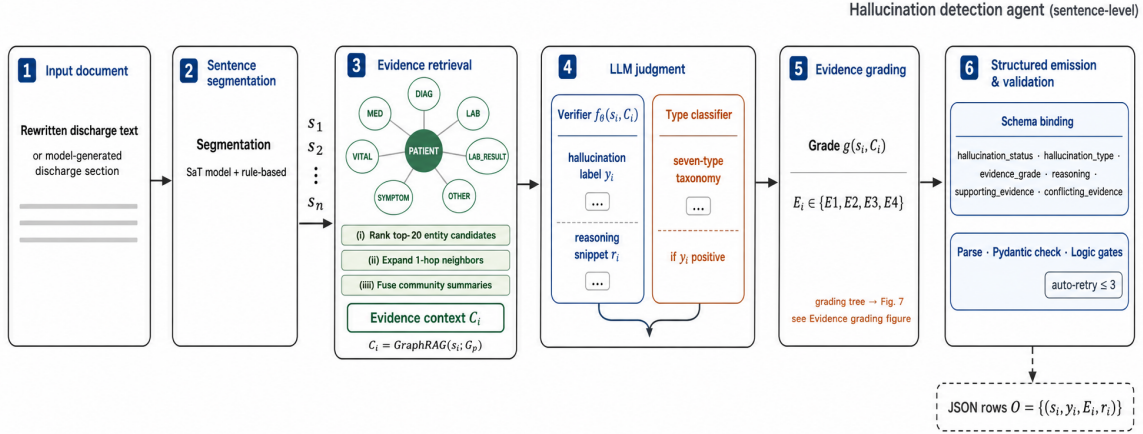 Hallucination detection agent (sentence-level)
1 Input document
Rewritten discharge text
or model-generated
discharge section
2 Sentence
segmentation
Segmentation
SaT model + rule-based
s₁
s₂
⋮
sₙ
3 Evidence retrieval
DIAG
MED
LAB
VITAL
PATIENT
LAB_RESULT
SYMPTOM
OTHER
(i) Rank top-20 entity candidates
(ii) Expand 1-hop neighbors
(iiii) Fuse community summaries
Evidence context Cᵢ
Cᵢ = GraphRAG(sᵢ; Gₚ)
4 LLM judgment
Verifier f_θ(sᵢ, Cᵢ)
hallucination
label yᵢ
...
reasoning
snippet rᵢ
...
Type classifier
seven-type
taxonomy
...
if yᵢ positive
5 Evidence grading
Grade g(sᵢ, Cᵢ)
Eᵢ ∈ {E1, E2, E3, E4}
grading tree → Fig. 7
see Evidence grading figure
6 Structured emission
& validation
Schema binding
hallucination_status · hallucination_type ·
evidence_grade · reasoning ·
supporting_evidence · conflicting_evidence
Parse · Pydantic check · Logic gates
auto-retry ≤ 3
JSON rows O = {(sᵢ, yᵢ, Eᵢ, rᵢ)}